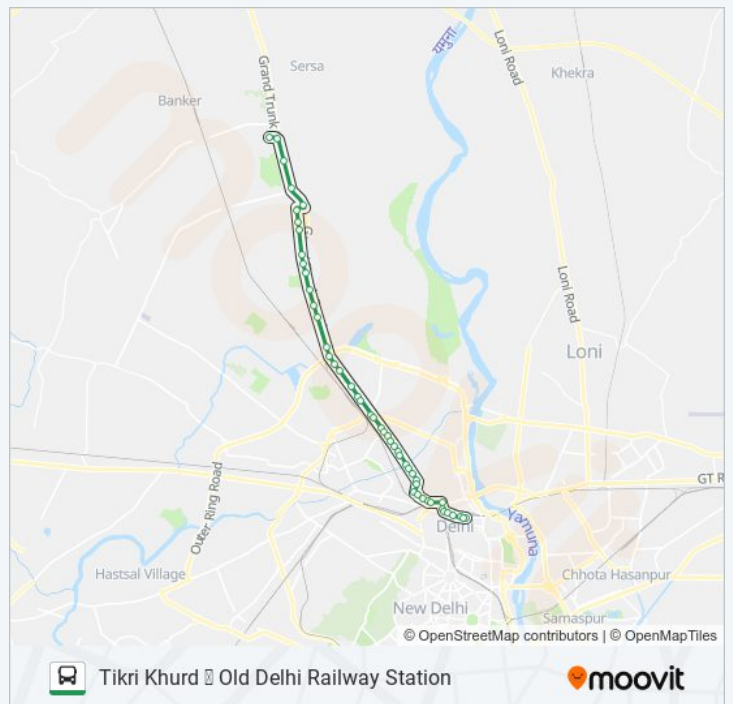 यमुना
Loni Road
Sersa
Grand Trunk
Khekra
Banker
Loni Road
Loni
Outer Ring Road
GT R
Delhi
Yamuna
Hastsal Village
Chhota Hasanpur
New Delhi
Samaspur
© OpenStreetMap contributors | © OpenMapTiles
Tikri Khurd Old Delhi Railway Station
moovit